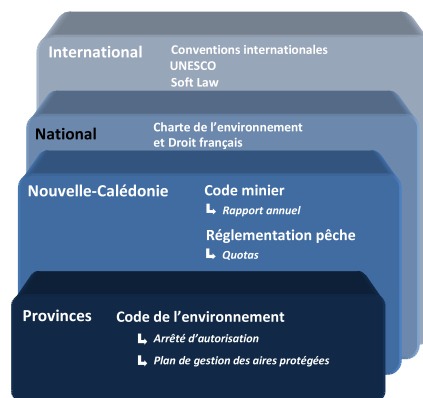 International Conventions internationales
UNESCO
Soft Law
National Charte de l’environnement
et Droit français
Nouvelle-Calédonie Code minier
Rapport annuel
Réglementation pêche
Quotas
Provinces Code de l’environnement
Arrêté d’autorisation
Plan de gestion des aires protégées